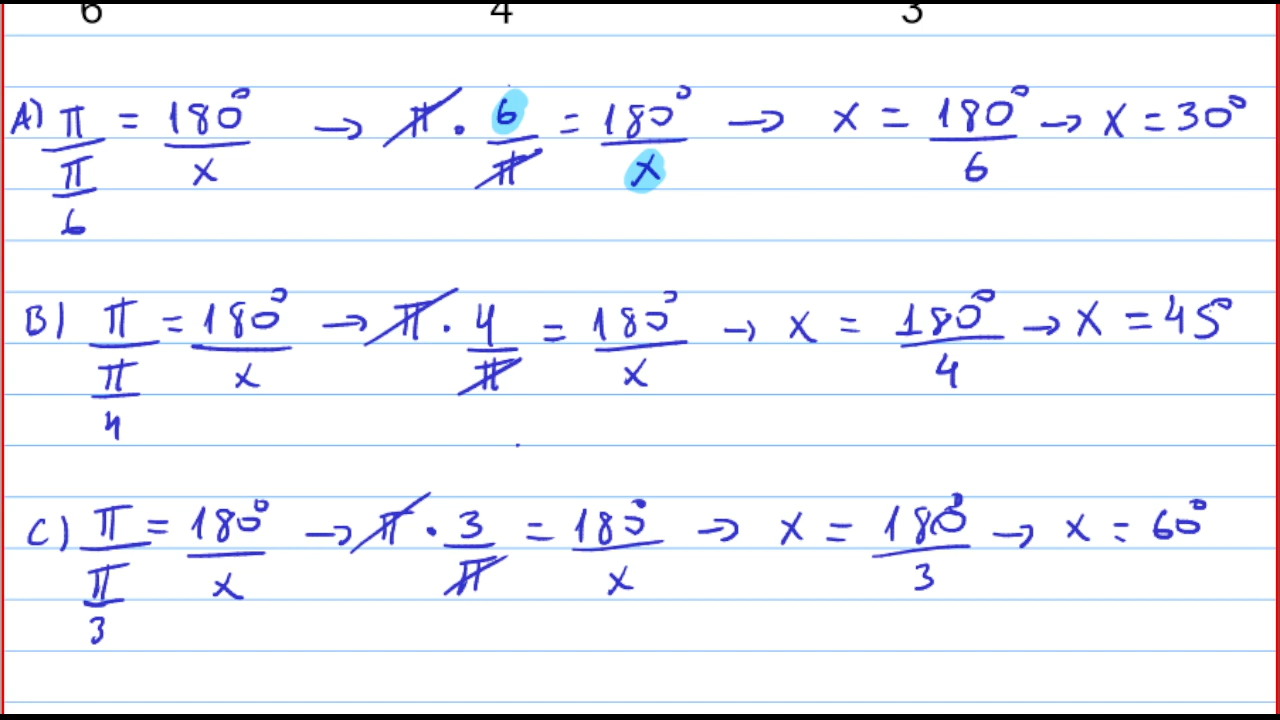 6 4 3
A) π/(π/6) = 180°/x → π · 6/π = 180°/x → x = 180°/6 → x = 30°
B) π/(π/4) = 180°/x → π · 4/π = 180°/x → x = 180°/4 → x = 45°
C) π/(π/3) = 180°/x → π · 3/π = 180°/x → x = 180°/3 → x = 60°